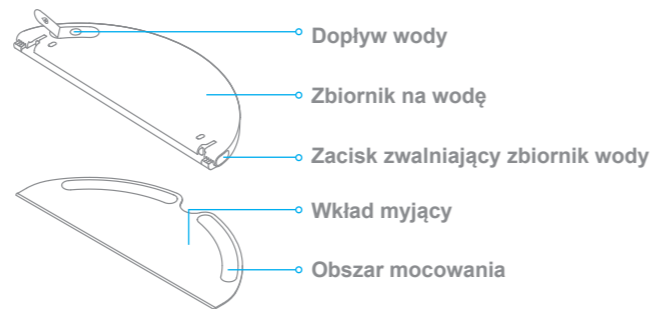 Dopływ wody
Zbiornik na wodę
Zacisk zwalniający zbiornik wody
Wkład myjący
Obszar mocowania